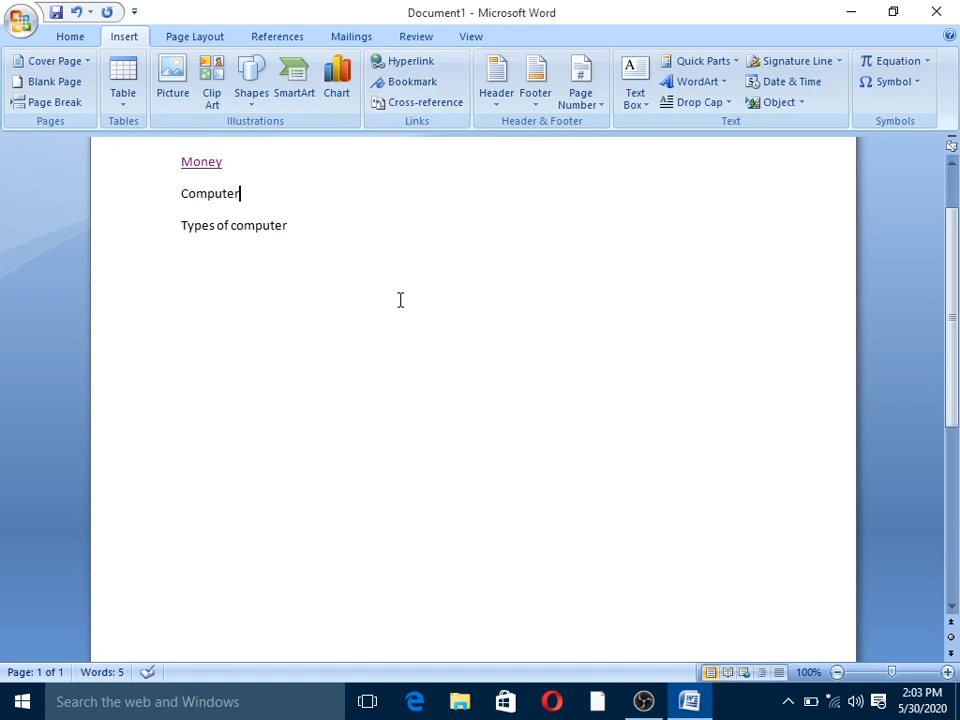 Document1 - Microsoft Word
Home Insert Page Layout References Mailings Review View
Cover Page
Blank Page
Page Break
Pages
Table
Tables
Picture
Clip
Art
Shapes
SmartArt
Chart
Illustrations
Hyperlink
Bookmark
Cross-reference
Links
Header
Footer
Page
Number
Header & Footer
Text
Box
Quick Parts
WordArt
Drop Cap
Signature Line
Date & Time
Object
Text
Equation
Symbol
Symbols
Money
Computer
Types of computer
Page: 1 of 1 Words: 5 100%
Search the web and Windows
2:03 PM
5/30/2020